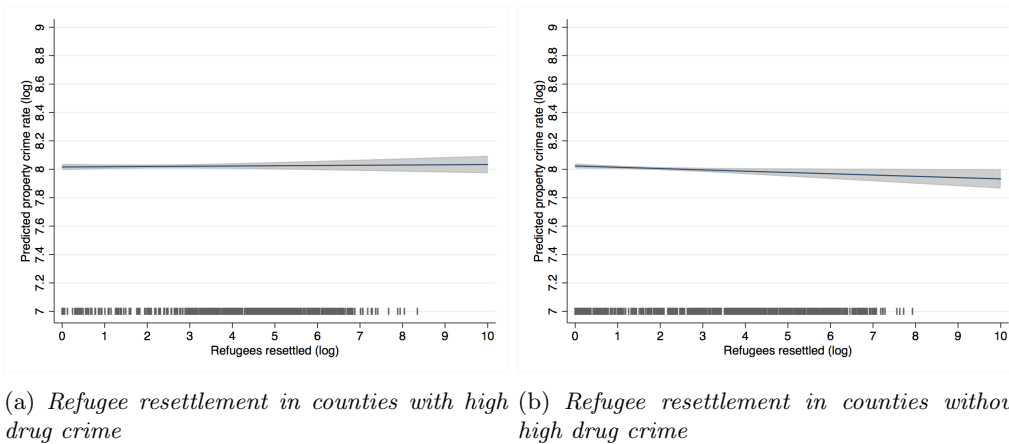 9
8.8
8.6
8.4
8.2
8
7.8
7.6
7.4
7.2
7
Predicted property crime rate (log)
0 1 2 3 4 5 6 7 8 9 10
Refugees resettled (log)
9
8.8
8.6
8.4
8.2
8
7.8
7.6
7.4
7.2
7
Predicted property crime rate (log)
0 1 2 3 4 5 6 7 8 9 10
Refugees resettled (log)
(a) Refugee resettlement in counties with high
drug crime
(b) Refugee resettlement in counties withou
high drug crime